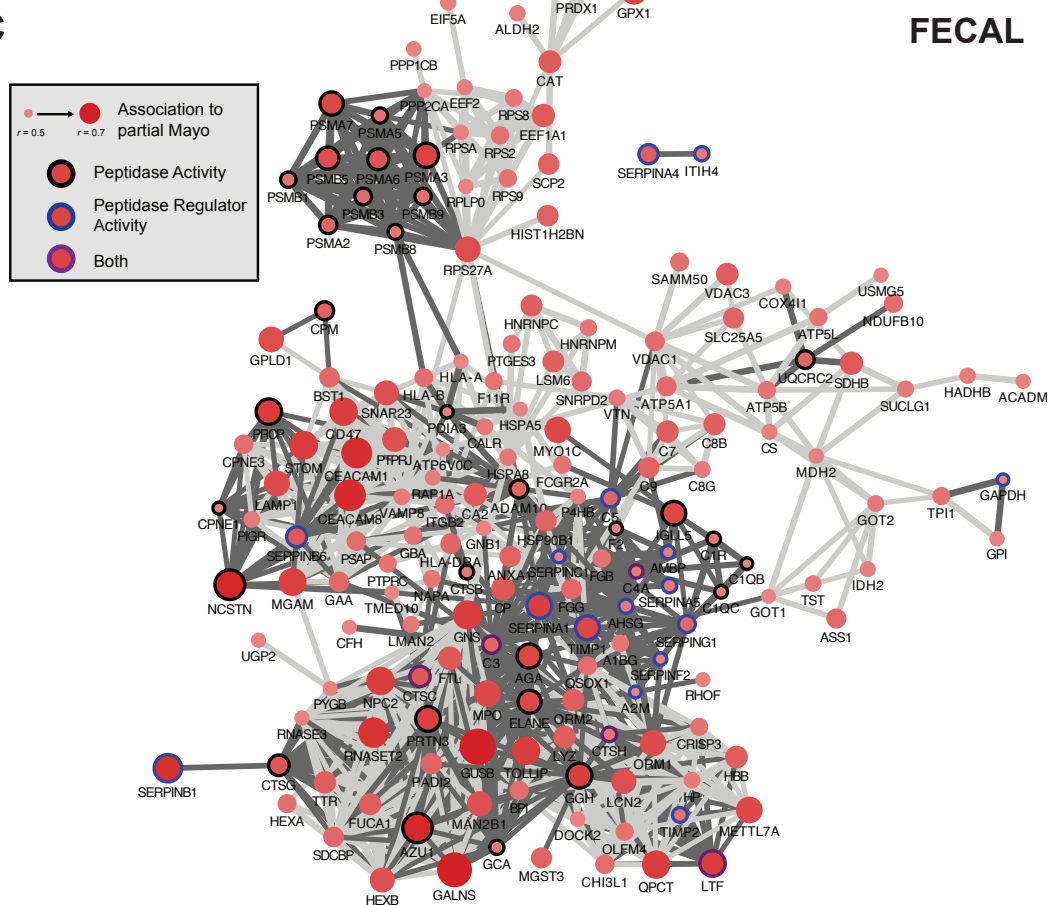 C
FECAL
PRDX1
GPX1
EIF5A
ALDH2
PPP1CB
CAT
Association to
partial Mayo
r = 0.5
r = 0.7
Peptidase Activity
Peptidase Regulator
Activity
Both
PPP2CA
EEF2
RPS8
EEF1A1
PSMA7
PSMA5
RPSA
RPS2
PSMB5
PSMA6
PSMA3
SCP2
SERPINA4
ITIH4
PSMB1
PSMB3
PSMB9
RPLP0
RPS9
PSMA2
PSMB8
HIST1H2BN
RPS27A
SAMM50
VDAC3
COX4I1
USMG5
NDUFB10
CPM
HNRNPC
HNRNPM
SLC25A5
ATP5L
GPLD1
PTGES3
VDAC1
UQCRC2
SDHB
HLA-A
LSM6
BST1
HLA-B
F11R
SNRPD2
ATP5A1
ATP5B
SUCLG1
HADHB
ACADM
SNAR23
PDIA3
HSPA5
VTN
PRCP
CD47
CALR
MYO1C
C7
C8B
CS
CPNE3
STOM
PTPRJ
CEACAM1
ATP6V0C
HSPA8
FCGR2A
C9
C8G
MDH2
LAMP1
CEACAM8
RAP1A
VAMP8
CA2
ADAM10
P4HB
C5
GAPDH
CPNE1
PIGR
ITGB2
HSP90B1
F2
IGLL5
C1R
GOT2
TPI1
SERPINB6
PSAP
GBA
GNB1
HLA-DRA
ANXA1
SERPINC1
FGB
AMBP
C1QB
GPI
NCSTN
MGAM
GAA
PTPRC
NAPA
CTSB
CP
FGG
C4A
SERPINA5
C1QC
GOT1
TST
IDH2
TMED10
SERPINA1
AHSG
ASS1
UGP2
CFH
LMAN2
GNS
TIMP1
SERPING1
C3
A1BG
FTL
AGA
QSOX1
SERPINF2
PYGB
NPC2
CTSC
RHOF
MPO
ELANE
ORM2
A2M
RNASE3
RNASET2
PRTN3
LYZ
CTSH
ORM1
CRISP3
SERPINB1
CTSG
PADI2
GUSB
TOLLIP
HBB
TTR
GGH
LCN2
HP
HEXA
FUCA1
MAN2B1
BPI
TIMP2
METTL7A
SDCBP
AZU1
GCA
DOCK2
OLFM4
HEXB
GALNS
MGST3
CHI3L1
QPCT
LTF